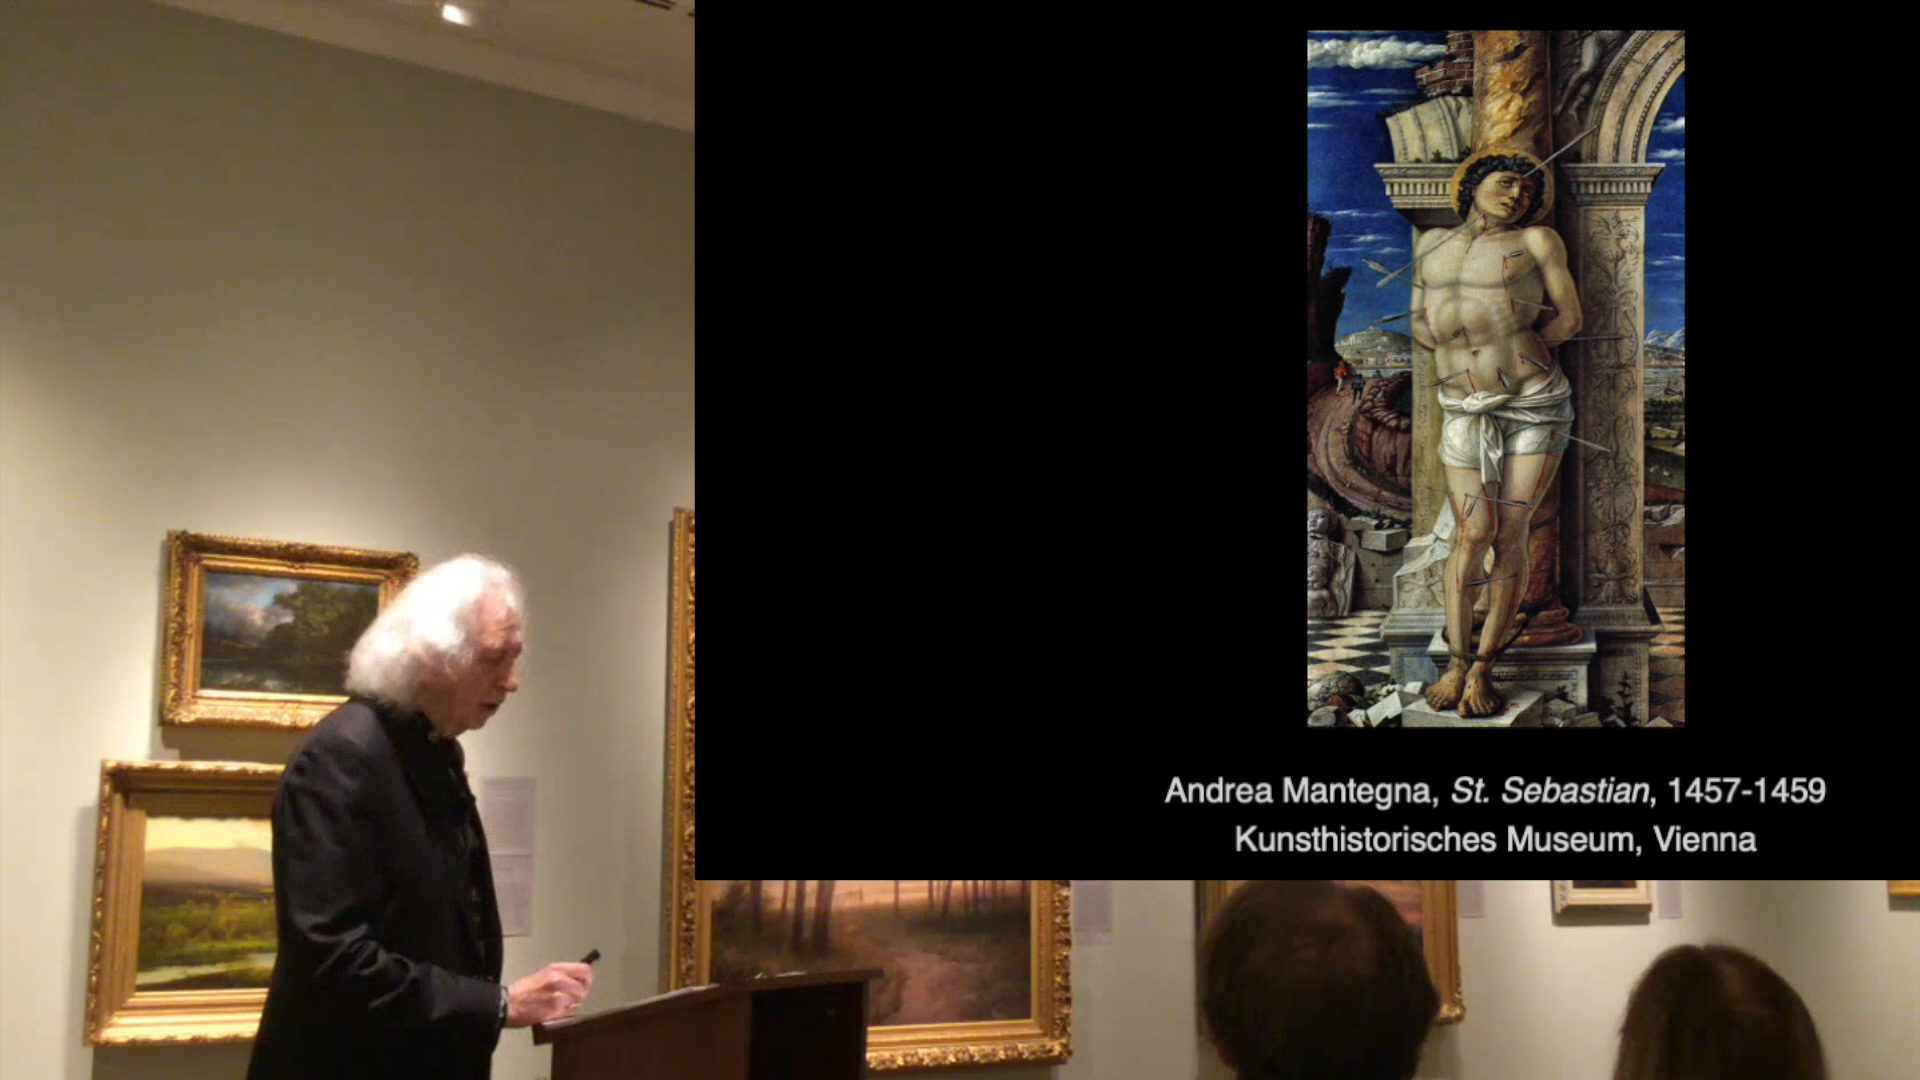 Andrea Mantegna, St. Sebastian, 1457-1459
Kunsthistorisches Museum, Vienna